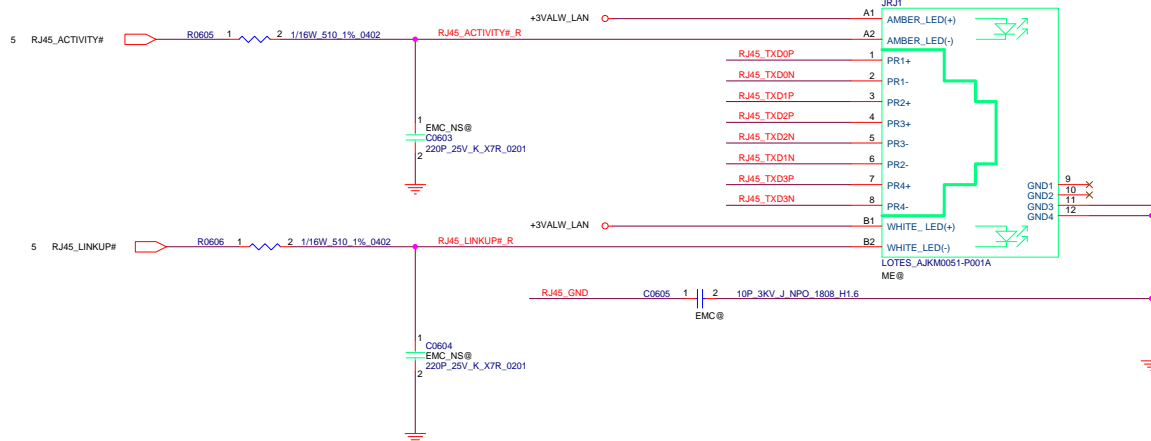 JRJ1
+3VALW_LAN
A1 AMBER_LED(+)
5 RJ45_ACTIVITY# R0605 1 2 1/16W_510_1%_0402 RJ45_ACTIVITY#_R A2 AMBER_LED(-)
RJ45_TXD0P 1 PR1+
RJ45_TXD0N 2 PR1-
RJ45_TXD1P 3 PR2+
RJ45_TXD2P 4 PR3+
RJ45_TXD2N 5 PR3-
RJ45_TXD1N 6 PR2-
RJ45_TXD3P 7 PR4+
RJ45_TXD3N 8 PR4-
1
EMC_NS@
C0603
220P_25V_K_X7R_0201
2
GND1 9
GND2 10
GND3 11
GND4 12
+3VALW_LAN B1 WHITE_ LED(+)
5 RJ45_LINKUP# R0606 1 2 1/16W_510_1%_0402 RJ45_LINKUP#_R B2 WHITE_LED(-)
LOTES_AJKM0051-P001A
ME@
RJ45_GND C0605 1 2 10P_3KV_J_NPO_1808_H1.6
EMC@
1
C0604
EMC_NS@
220P_25V_K_X7R_0201
2